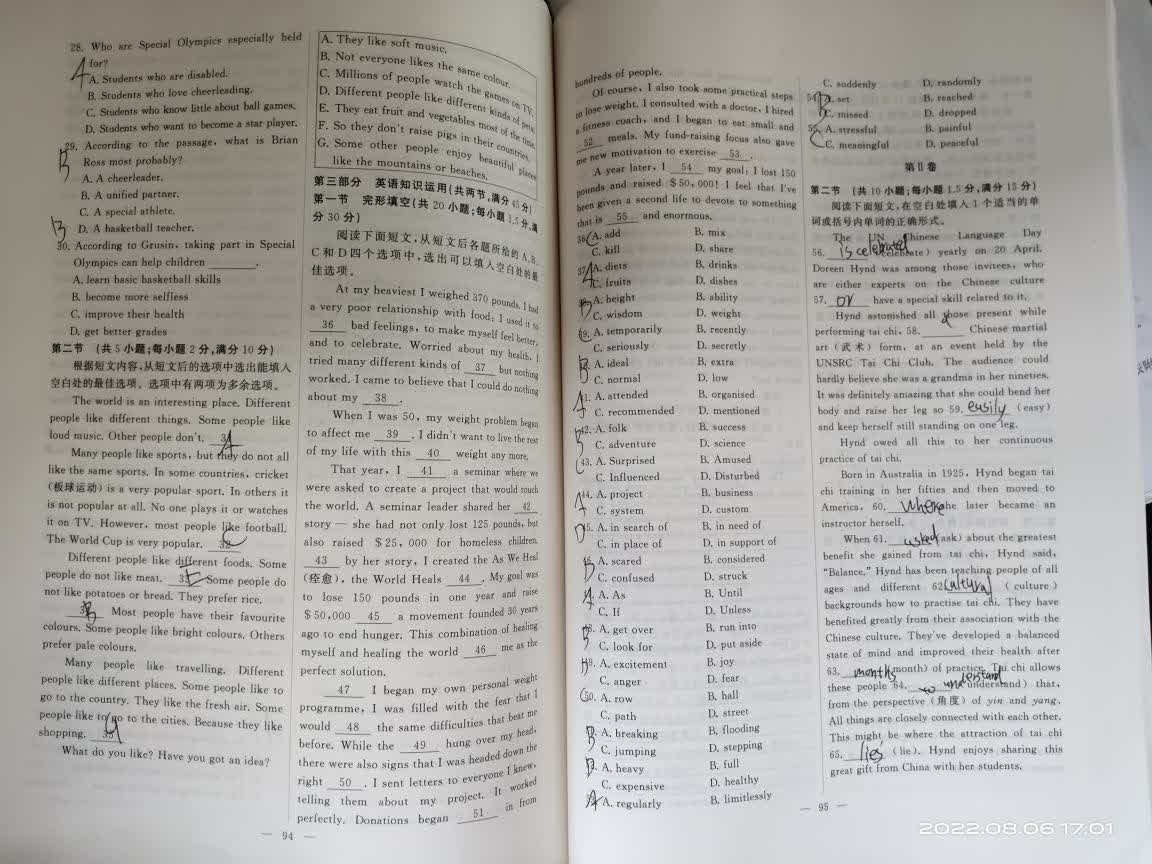 28. Who are Special Olympics especially held
for?
A
A. Students who are disabled.
B. Students who love cheerleading.
C. Students who know little about ball games.
D. Students who want to become a star player.
29. According to the passage, what is Brian
B
Ross most probably?
A. A cheerleader.
B. A unified partner.
C. A special athlete.
D. A basketball teacher.
B
30. According to Grusin, taking part in Special
Olympics can help children ______.
A. learn basic basketball skills
B. become more selfless
C. improve their health
D. get better grades
第二节 (共5小题;每小题2分,满分10分)
根据短文内容,从短文后的选项中选出能填入
空白处的最佳选项。选项中有两项为多余选项。
The world is an interesting place. Different
people like different things. Some people like
loud music. Other people don't. 31 A
Many people like sports, but they do not all
like the same sports. In some countries, cricket
(板球运动) is a very popular sport. In others it
is not popular at all. No one plays it or watches
it on TV. However, most people like football.
The World Cup is very popular. 32 C
Different people like different foods. Some
people do not like meat. 33 E Some people do
not like potatoes or bread. They prefer rice.
34 B Most people have their favourite
colours. Some people like bright colours. Others
prefer pale colours.
Many people like travelling. Different
people like different places. Some people like to
go to the country. They like the fresh air. Some
people like to go to the cities. Because they like
shopping. 35 G
What do you like? Have you got an idea?
A. They like soft music.
B. Not everyone likes the same colour.
C. Millions of people watch the games on TV.
D. Different people like different kinds of pets.
E. They eat fruit and vegetables most of the time.
F. So they don't raise pigs in their countries.
G. Some other people enjoy beautiful places
like the mountains or beaches.
第三部分 英语知识运用(共两节,满分45分)
第一节 完形填空(共20小题;每小题1.5分,满
分30分)
阅读下面短文,从短文后各题所给的A、B、
C和D四个选项中,选出可以填入空白处的最
佳选项。
At my heaviest I weighed 370 pounds. I had
a very poor relationship with food: I used it to
36 bad feelings, to make myself feel better,
and to celebrate. Worried about my health, I
tried many different kinds of 37 but nothing
worked. I came to believe that I could do nothing
about my 38 .
When I was 50, my weight problem began
to affect me 39 . I didn't want to live the rest
of my life with this 40 weight any more.
That year, I 41 a seminar where we
were asked to create a project that would touch
the world. A seminar leader shared her 42
story — she had not only lost 125 pounds, but
also raised $25,000 for homeless children.
43 by her story, I created the As We Heal
(痊愈), the World Heals 44 . My goal was
to lose 150 pounds in one year and raise
$50,000 45 a movement founded 30 years
ago to end hunger. This combination of healing
myself and healing the world 46 me as the
perfect solution.
47 I began my own personal weight
programme, I was filled with the fear that I
would 48 the same difficulties that beat me
before. While the 49 hung over my head,
there were also signs that I was headed down the
right 50 . I sent letters to everyone I knew,
telling them about my project. It worked
perfectly. Donations began 51 in from
— 94 —
hundreds of people.
Of course, I also took some practical steps
to lose weight. I consulted with a doctor, I hired
a fitness coach, and I began to eat small and
52 meals. My fund-raising focus also gave
me new motivation to exercise 53 .
A year later, I 54 my goal: I lost 150
pounds and raised $50,000! I feel that I've
been given a second life to devote to something
that is 55 and enormous.
36. A. add B. mix
C. kill D. share
37. A. diets B. drinks
C. fruits D. dishes
38. A. height B. ability
C. wisdom D. weight
39. A. temporarily B. recently
C. seriously D. secretly
40. A. ideal B. extra
C. normal D. low
41. A. attended B. organised
C. recommended D. mentioned
42. A. folk B. success
C. adventure D. science
43. A. Surprised B. Amused
C. Influenced D. Disturbed
44. A. project B. business
C. system D. custom
45. A. in search of B. in need of
C. in place of D. in support of
46. A. scared B. considered
C. confused D. struck
47. A. As B. Until
C. If D. Unless
48. A. get over B. run into
C. look for D. put aside
49. A. excitement B. joy
C. anger D. fear
50. A. row B. hall
C. path D. street
51. A. breaking B. flooding
C. jumping D. stepping
52. A. heavy B. full
C. expensive D. healthy
53. A. regularly B. limitlessly
C. suddenly D. randomly
54. A. set B. reached
C. missed D. dropped
55. A. stressful B. painful
C. meaningful D. peaceful
第Ⅱ卷
第二节 (共10小题;每小题1.5分,满分15分)
阅读下面短文,在空白处填入1个适当的单
词或括号内单词的正确形式。
The UN Chinese Language Day
56. is celebrated (celebrate) yearly on 20 April.
Doreen Hynd was among those invitees, who
are either experts on the Chinese culture
57. or have a special skill related to it.
Hynd astonished all those present while
performing tai chi, 58. ______ Chinese martial
art (武术) form, at an event held by the
UNSRC Tai Chi Club. The audience could
hardly believe she was a grandma in her nineties.
It was definitely amazing that she could bend her
body and raise her leg so 59. easily (easy)
and keep herself still standing on one leg.
Hynd owed all this to her continuous
practice of tai chi.
Born in Australia in 1925, Hynd began tai
chi training in her fifties and then moved to
America, 60. where she later became an
instructor herself.
When 61. asked (ask) about the greatest
benefit she gained from tai chi, Hynd said,
"Balance." Hynd has been teaching people of all
ages and different 62. cultural (culture)
backgrounds how to practise tai chi. They have
benefited greatly from their association with the
Chinese culture. They've developed a balanced
state of mind and improved their health after
63. months (month) of practice. Tai chi allows
these people 64. to understand (understand) that,
from the perspective (角度) of yin and yang,
All things are closely connected with each other.
This might be where the attraction of tai chi
65. lies (lie). Hynd enjoys sharing this
great gift from China with her students.
— 95 —
2022.08.06 17:01